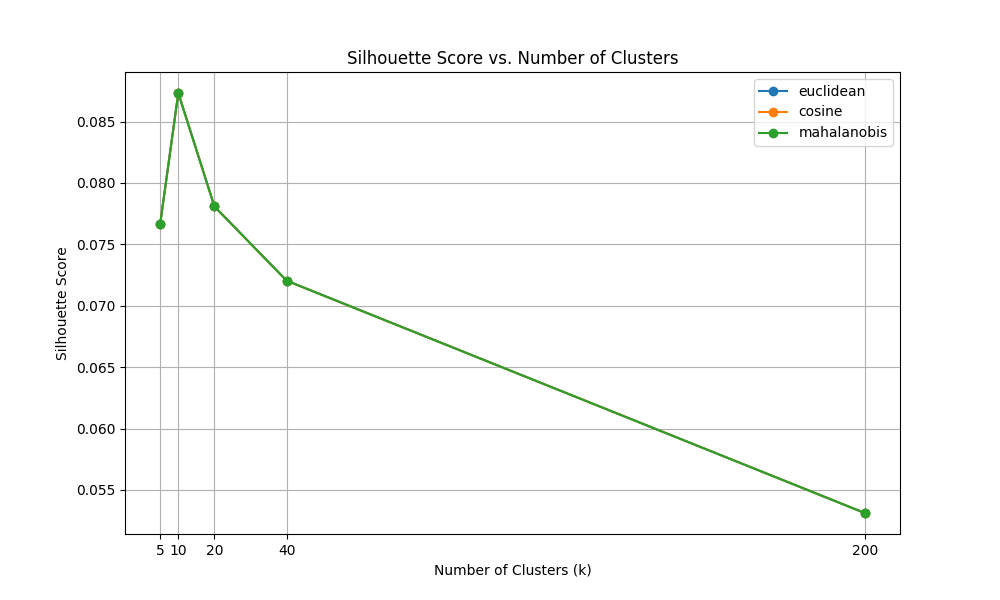 Silhouette Score vs. Number of Clusters
euclidean
cosine
mahalanobis
Silhouette Score
0.085
0.080
0.075
0.070
0.065
0.060
0.055
5 10 20 40 200
Number of Clusters (k)